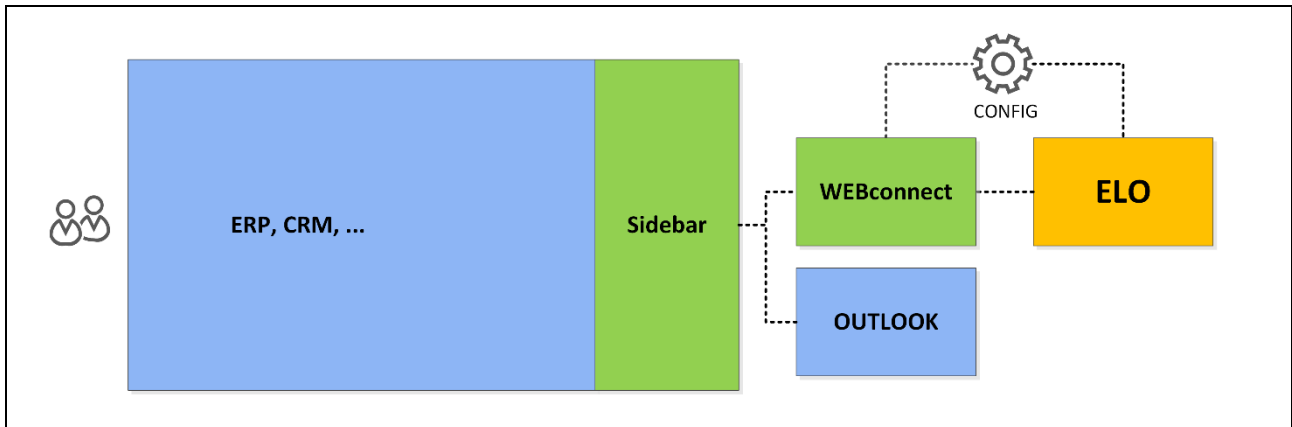 CONFIG
WEBconnect
ELO
ERP, CRM, ...
Sidebar
OUTLOOK